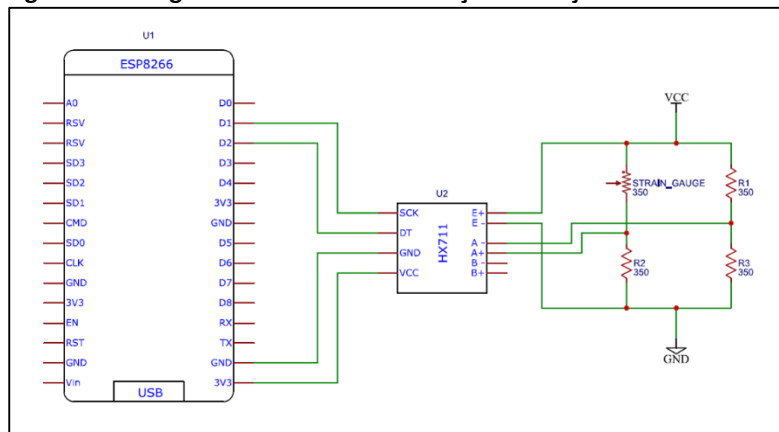 U1
ESP8266
A0
RSV
RSV
SD3
SD2
SD1
CMD
SD0
CLK
GND
3V3
EN
RST
GND
Vin
D0
D1
D2
D3
D4
3V3
GND
D5
D6
D7
D8
RX
TX
GND
3V3
USB
U2
HX711
SCK
DT
GND
VCC
E+
E -
A -
A+
B -
B+
VCC
STRAIN_GAUGE
350
R1
350
R2
350
R3
350
GND